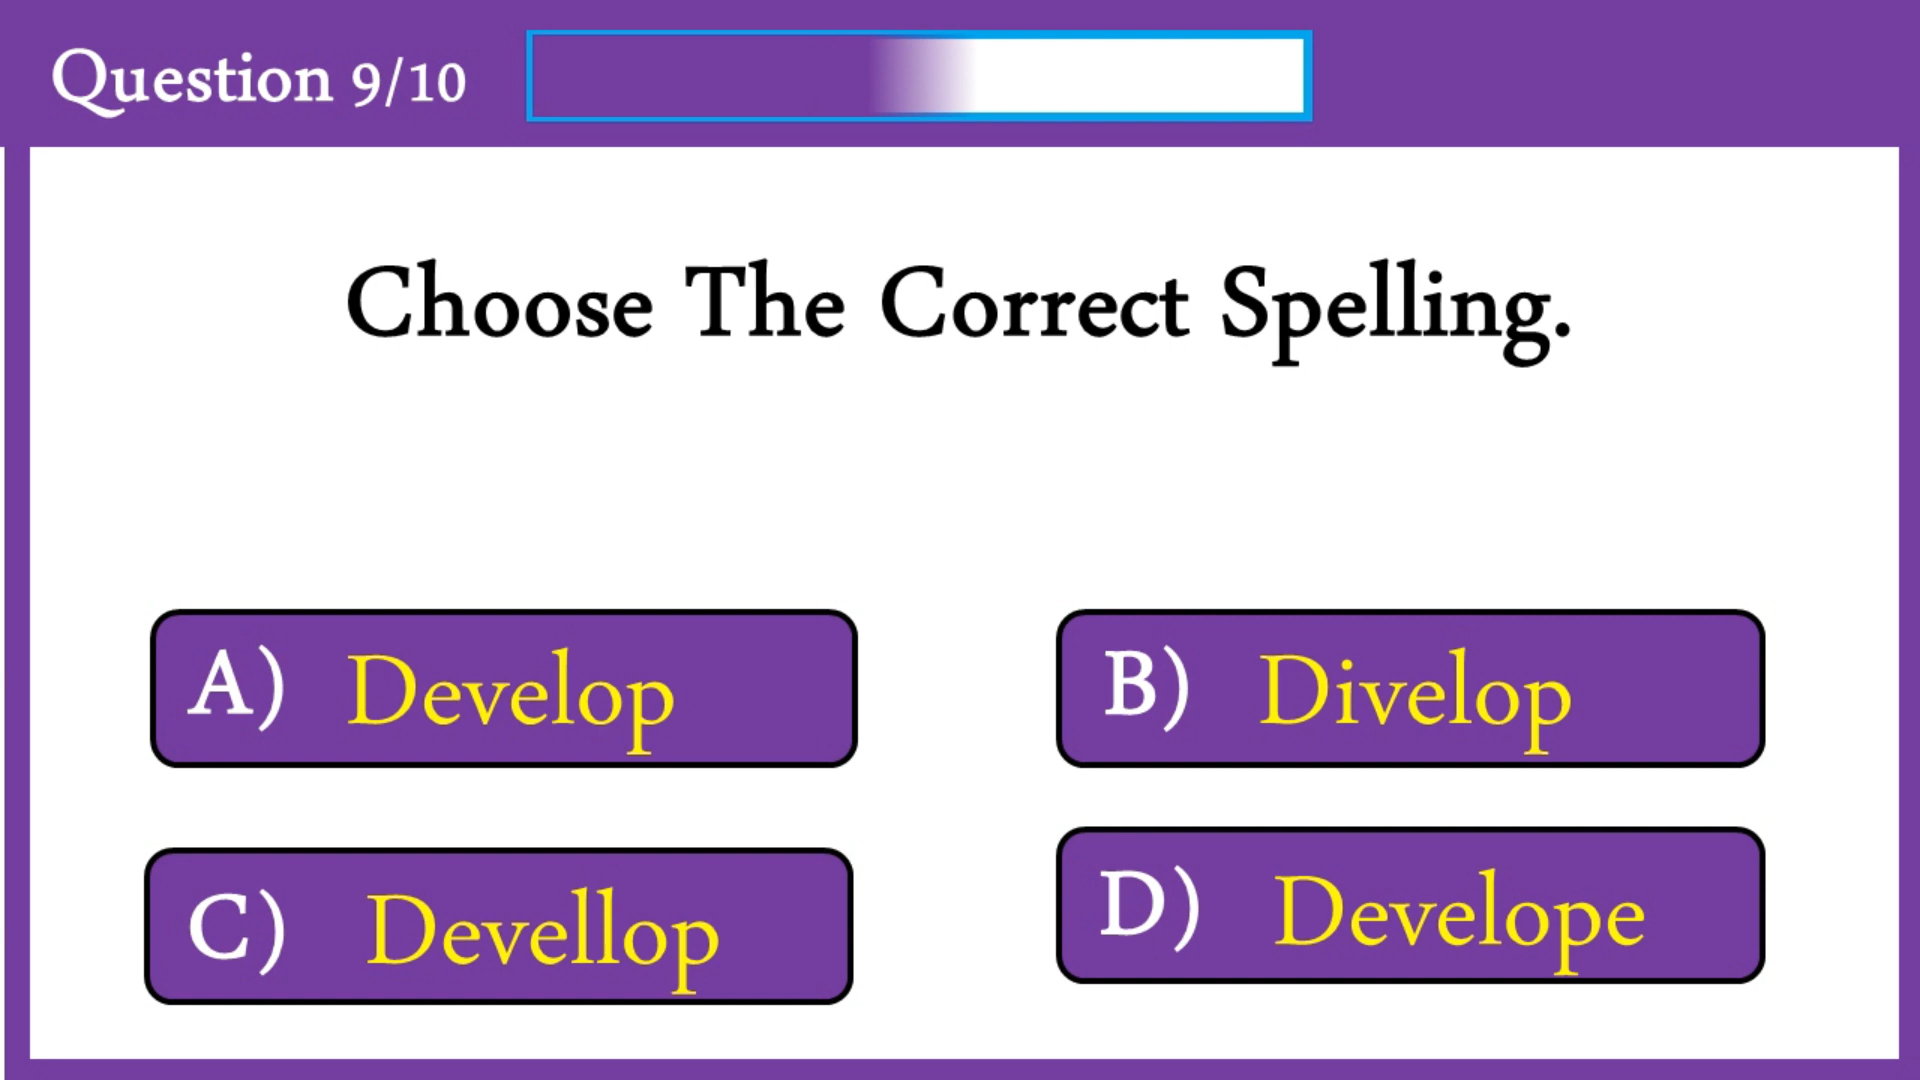 Question 9/10
Choose The Correct Spelling.
A) Develop
B) Divelop
C) Devellop
D) Develope